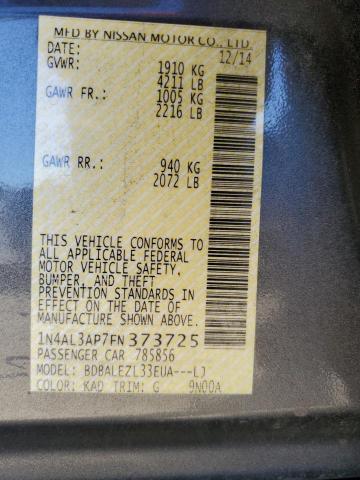 MFD BY NISSAN MOTOR CO., LTD.
DATE: 12/14
GVWR: 1910 KG
4211 LB
GAWR FR.: 1005 KG
2216 LB
GAWR RR.: 940 KG
2072 LB
THIS VEHICLE CONFORMS TO
ALL APPLICABLE FEDERAL
MOTOR VEHICLE SAFETY,
BUMPER, AND THEFT
PREVENTION STANDARDS IN
EFFECT ON THE DATE OF
MANUFACTURE SHOWN ABOVE.
1N4AL3AP7FN373725
PASSENGER CAR 785856
MODEL: BDBALEZL33EUA---LJ
COLOR: KAD TRIM: G 9N00A